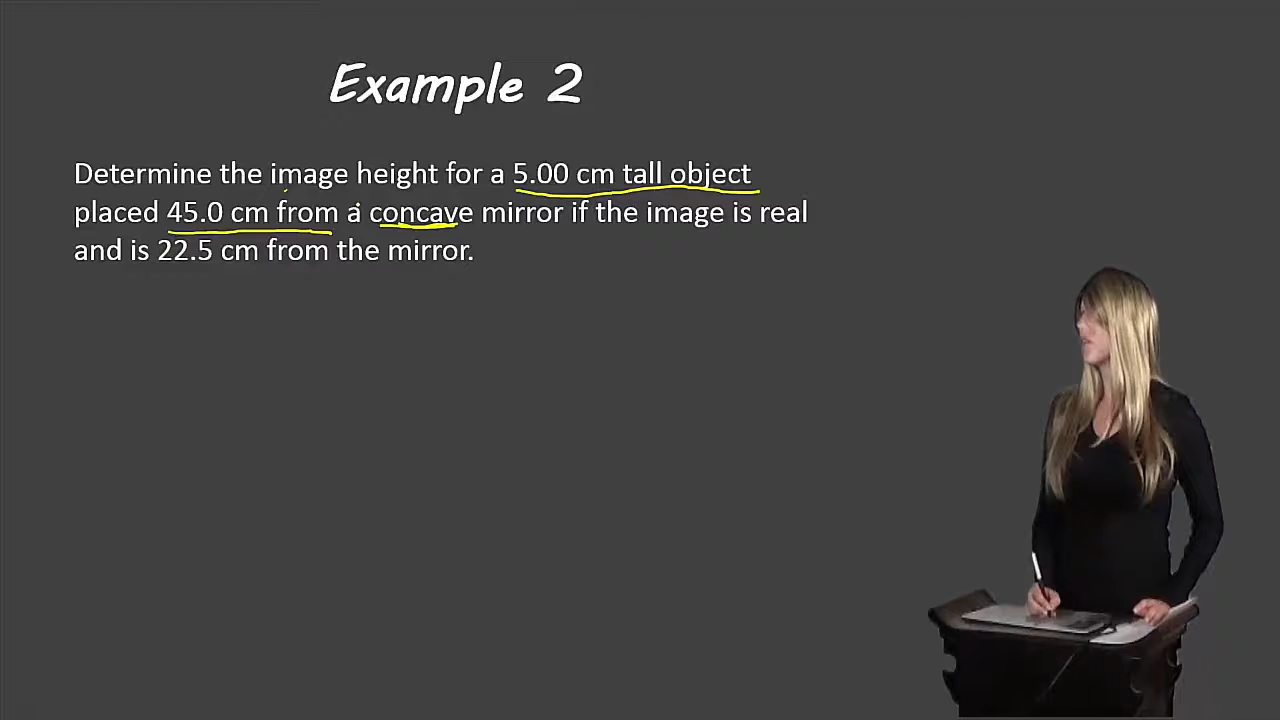 Example 2
Determine the image height for a 5.00 cm tall object
placed 45.0 cm from a concave mirror if the image is real
and is 22.5 cm from the mirror.